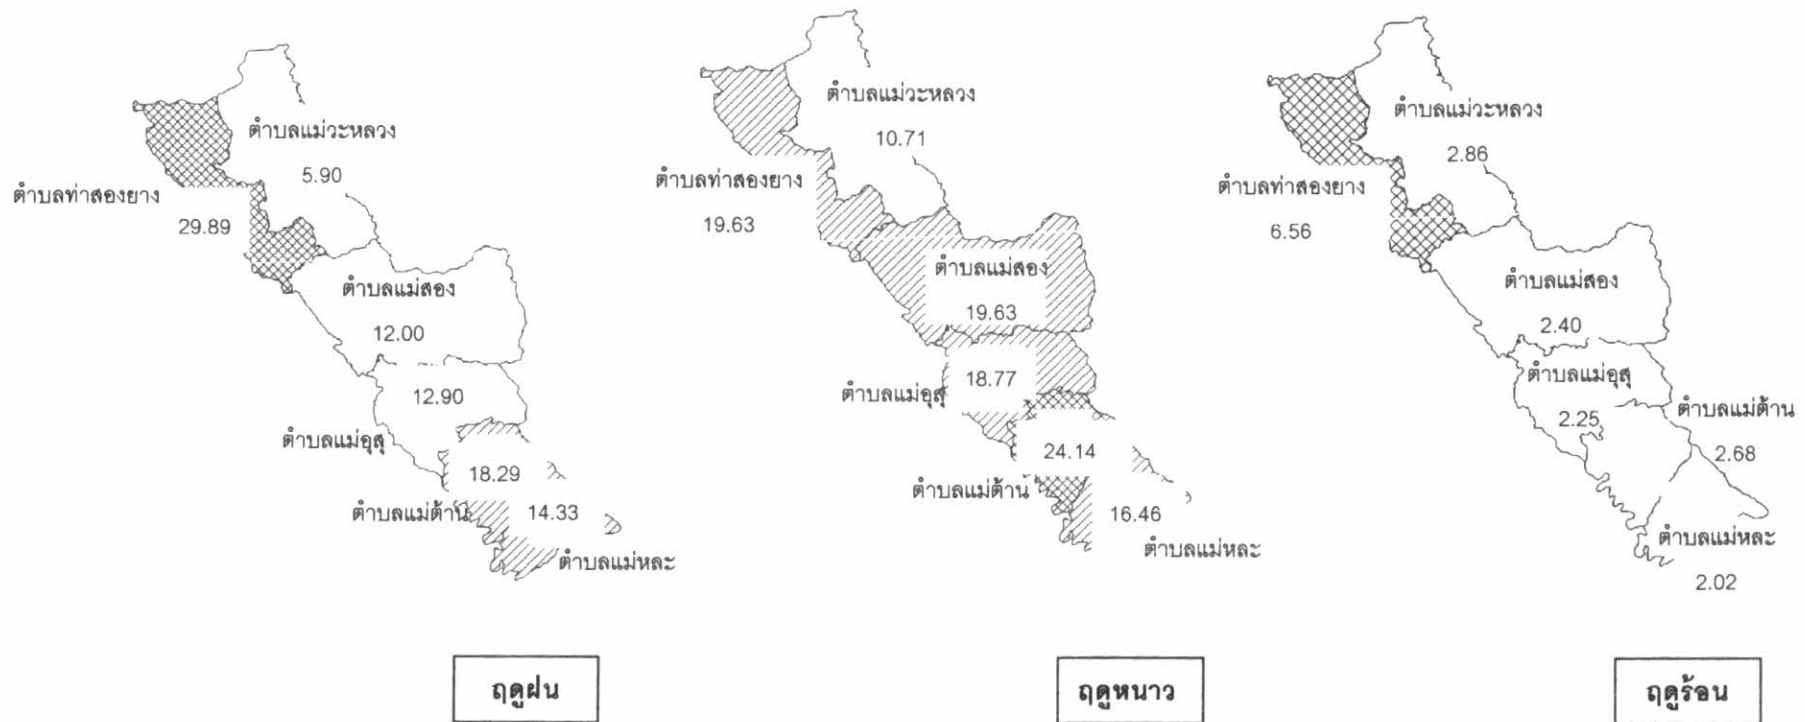 ตำบลแม่วะหลวง
5.90
ตำบลท่าสองยาง
29.89
ตำบลแม่สอง
12.00
12.90
ตำบลแม่อุสุ
18.29
ตำบลแม่ต้าน
14.33
ตำบลแม่หละ
ฤดูฝน
ตำบลแม่วะหลวง
10.71
ตำบลท่าสองยาง
19.63
ตำบลแม่สอง
19.63
18.77
ตำบลแม่อุสุ
24.14
ตำบลแม่ต้าน
16.46
ตำบลแม่หละ
ฤดูหนาว
ตำบลแม่วะหลวง
2.86
ตำบลท่าสองยาง
6.56
ตำบลแม่สอง
2.40
ตำบลแม่อุสุ
2.25
ตำบลแม่ต้าน
2.68
ตำบลแม่หละ
2.02
ฤดูร้อน